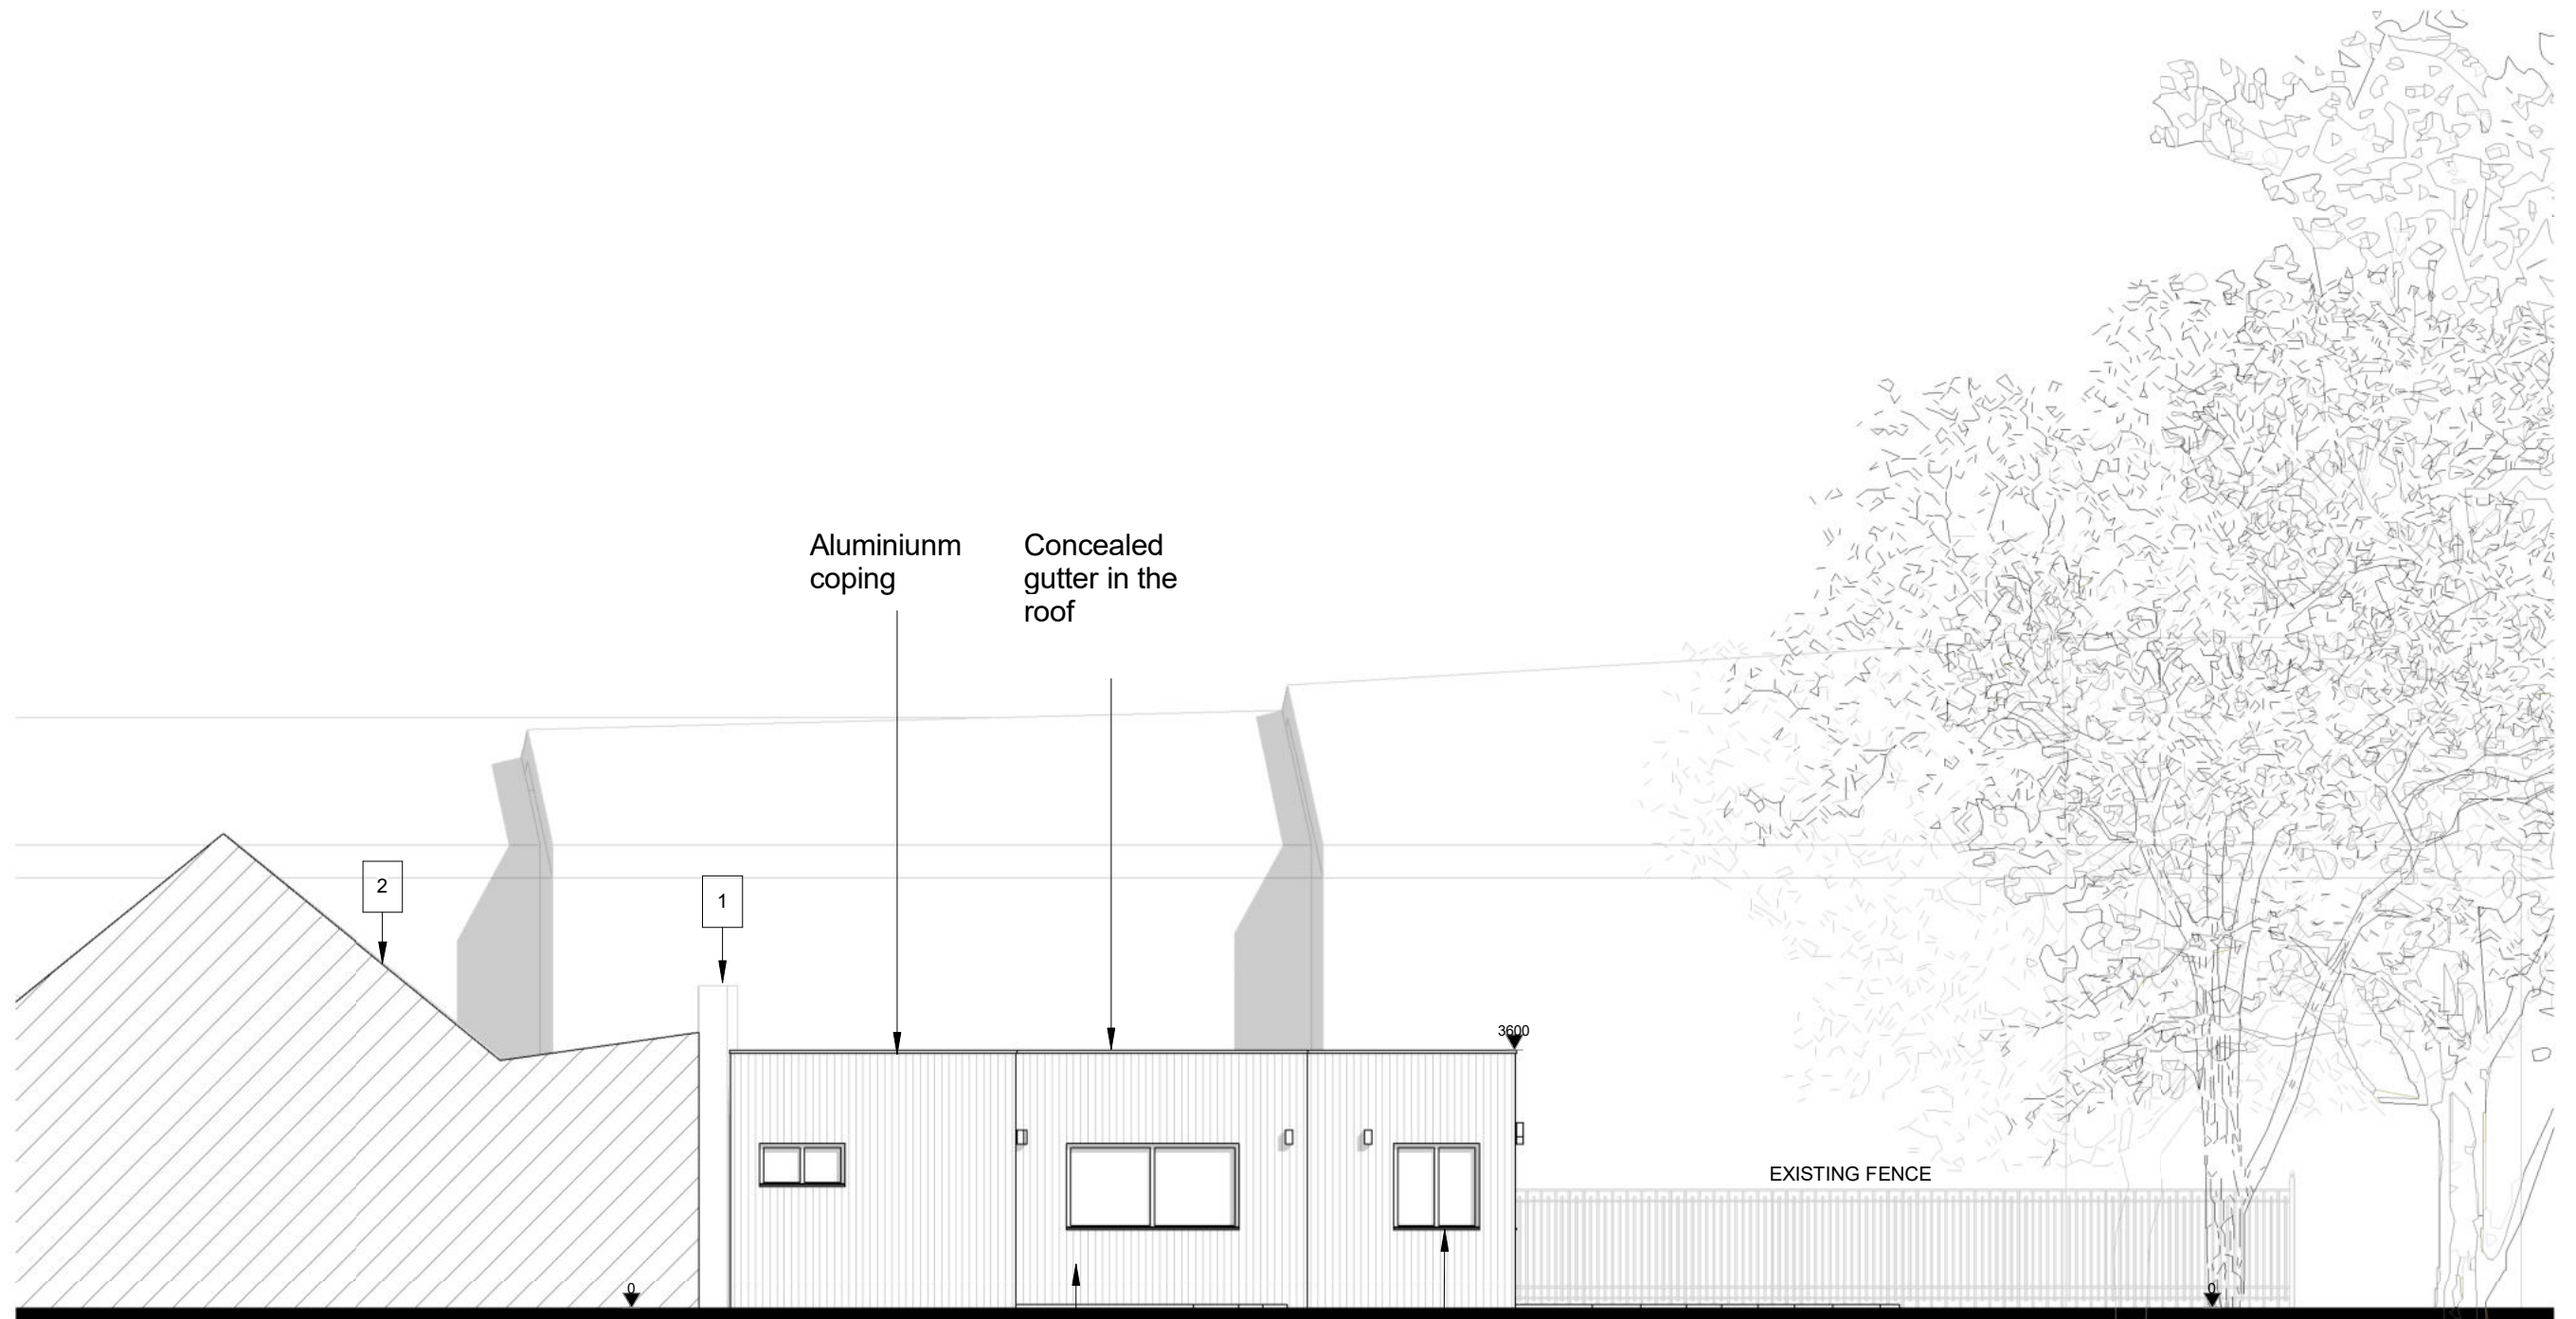 Aluminiunm
coping
Concealed
gutter in the
roof
2
1
3600
EXISTING FENCE
0
0